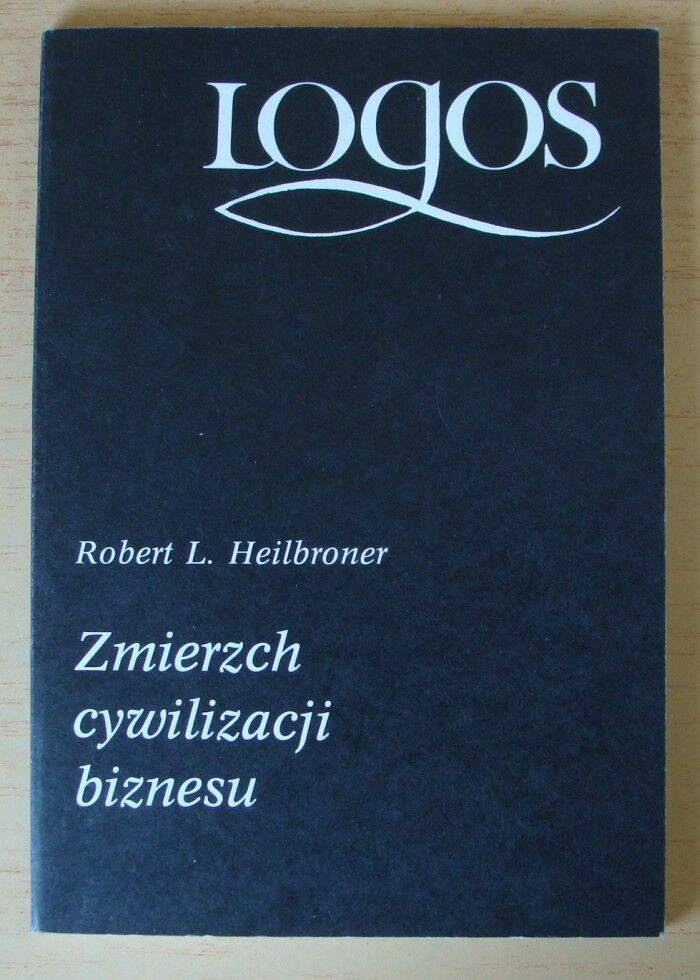 LOGOS
Robert L. Heilbroner
Zmierzch
cywilizacji
biznesu